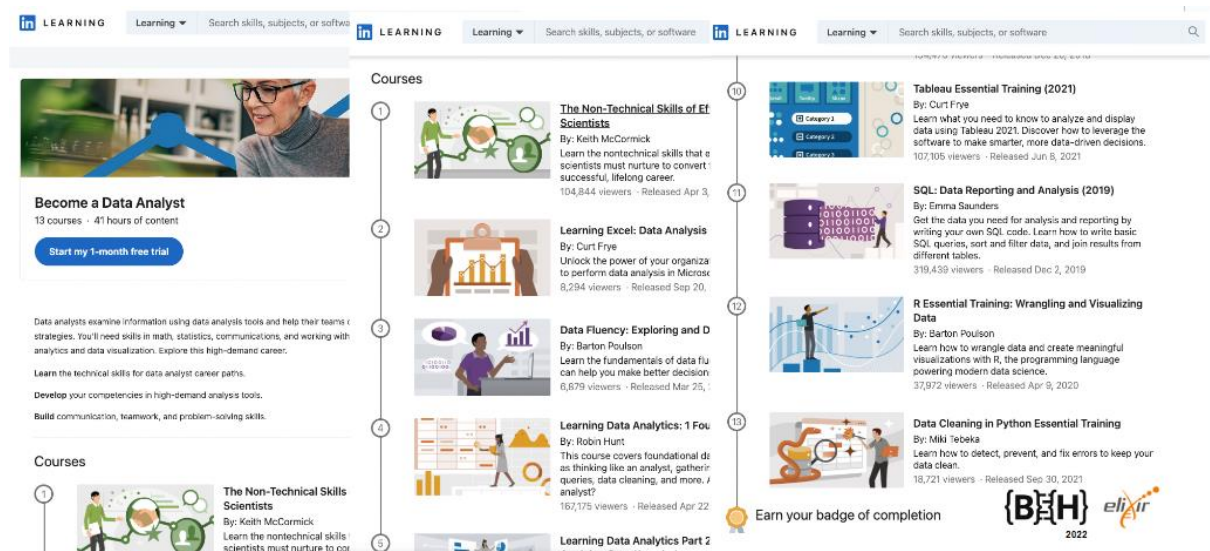 in LEARNING Learning Search skills, subjects, or softwa
Become a Data Analyst
13 courses · 41 hours of content
Start my 1-month free trial
Data analysts examine information using data analysis tools and help their teams
strategies. You'll need skills in math, statistics, communications, and working with
analytics and data visualization. Explore this high-demand career.
Learn the technical skills for data analyst career paths.
Develop your competencies in high-demand analysis tools.
Build communication, teamwork, and problem-solving skills.
Courses
1
The Non-Technical Skills
Scientists
By: Keith McCormick
Learn the nontechnical skills
scientists must nurture to con
in LEARNING Learning Search skills, subjects, or software
Courses
1
The Non-Technical Skills of Ef
Scientists
By: Keith McCormick
Learn the nontechnical skills that e
scientists must nurture to convert
successful, lifelong career.
104,844 viewers · Released Apr 3,
2
Learning Excel: Data Analysis
By: Curt Frye
Unlock the power of your organiza
to perform data analysis in Microso
8,294 viewers · Released Sep 20,
3
Data Fluency: Exploring and D
By: Barton Poulson
Learn the fundamentals of data flu
can help you make better decision
6,879 viewers · Released Mar 25,
4
Learning Data Analytics: 1 Fou
By: Robin Hunt
This course covers foundational da
as thinking like an analyst, gatherin
queries, data cleaning, and more. A
analyst?
167,175 viewers · Released Apr 22
5
Learning Data Analytics Part 2
in LEARNING Learning Search skills, subjects, or software
10
Category 2
Category 2
Category 2
Tableau Essential Training (2021)
By: Curt Frye
Learn what you need to know to analyze and display
data using Tableau 2021. Discover how to leverage the
software to make smarter, more data-driven decisions.
107,105 viewers · Released Jun 8, 2021
11
SQL: Data Reporting and Analysis (2019)
By: Emma Saunders
Get the data you need for analysis and reporting by
writing your own SQL code. Learn how to write basic
SQL queries, sort and filter data, and join results from
different tables.
319,439 viewers · Released Dec 2, 2019
12
R Essential Training: Wrangling and Visualizing
Data
By: Barton Poulson
Learn how to wrangle data and create meaningful
visualizations with R, the programming language
powering modern data science.
37,972 viewers · Released Apr 9, 2020
13
Data Cleaning in Python Essential Training
By: Miki Tebeka
Learn how to detect, prevent, and fix errors to keep your
data clean.
18,721 viewers · Released Sep 30, 2021
Earn your badge of completion
{BH}
2022
elixir